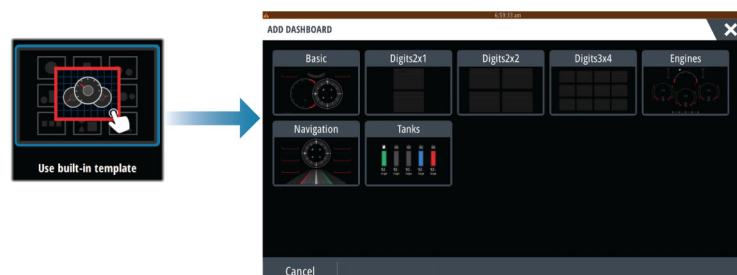 6:59:33 am
ADD DASHBOARD
Basic
Digits2x1
Digits2x2
Digits3x4
Engines
Navigation
Tanks
Use built-in template
Cancel